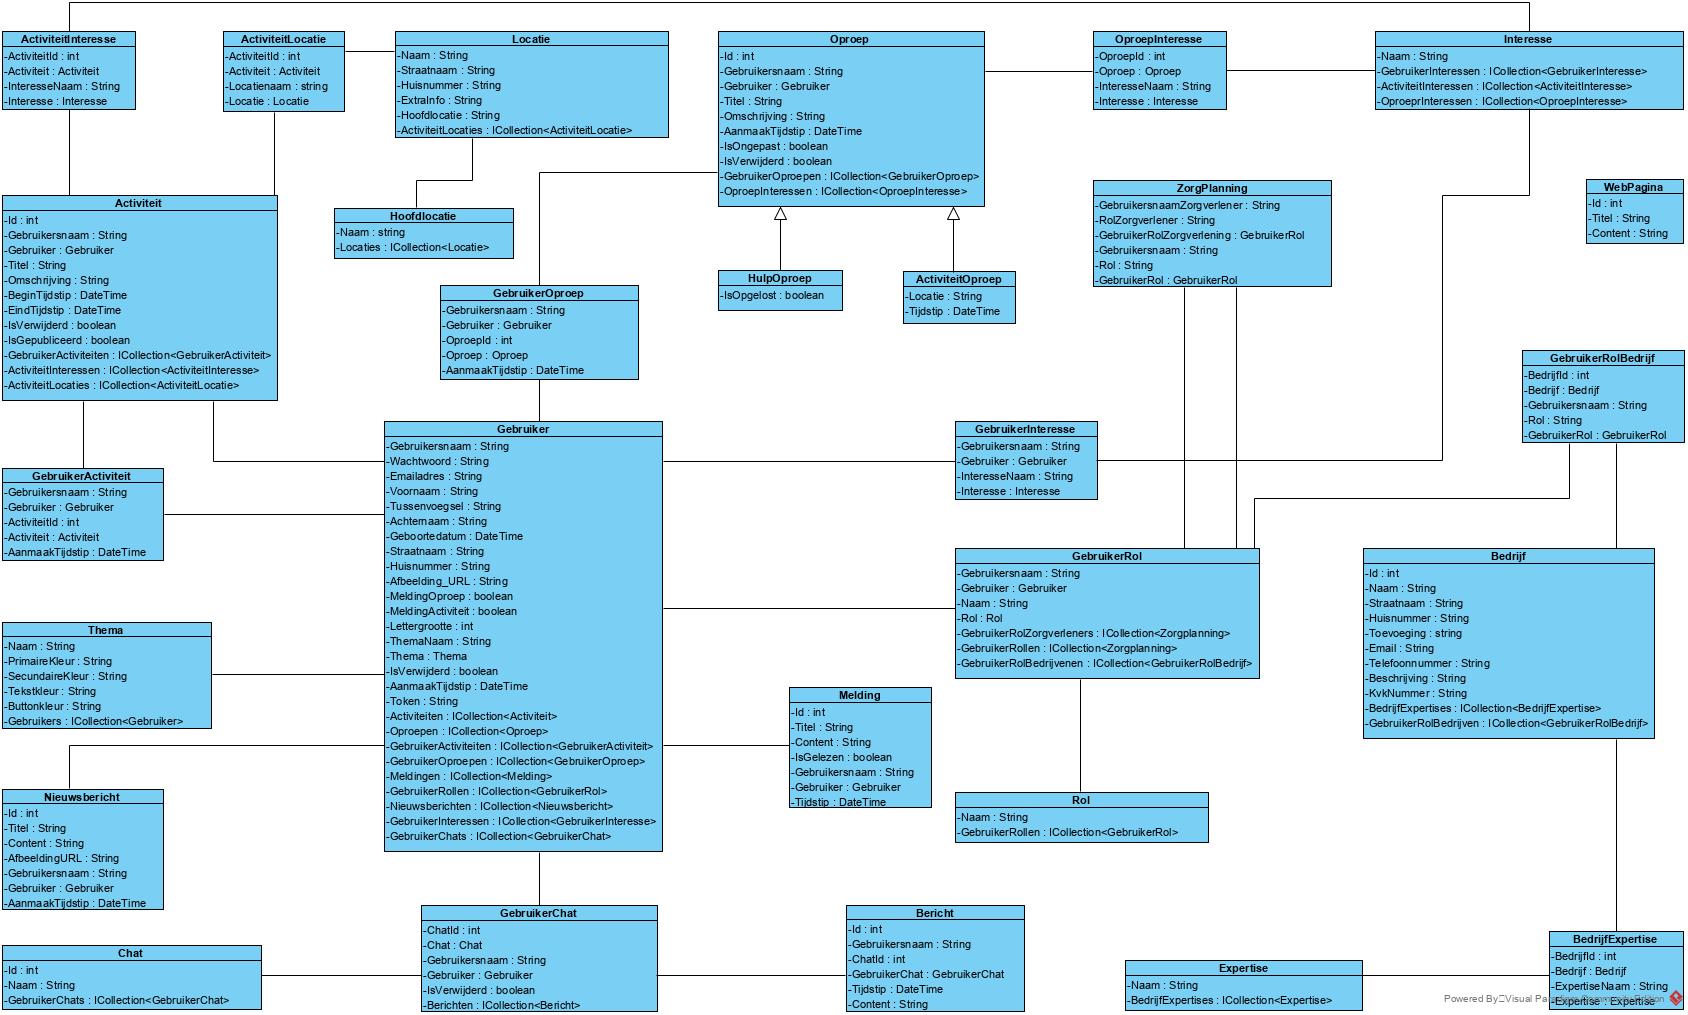 ActiviteitInteresse
-ActiviteitId : int
-Activiteit : Activiteit
-InteresseNaam : String
-Interesse : Interesse
ActiviteitLocatie
-ActiviteitId : int
-Activiteit : Activiteit
-Locatienaam : string
-Locatie : Locatie
Locatie
-Naam : String
-Straatnaam : String
-Huisnummer : String
-ExtraInfo : String
-Hoofdlocatie : String
-ActiviteitLocaties : ICollection<ActiviteitLocatie>
Oproep
-Id : int
-Gebruikersnaam : String
-Gebruiker : Gebruiker
-Titel : String
-Omschrijving : String
-AanmaakTijdstip : DateTime
-IsOngepast : boolean
-IsVerwijderd : boolean
-GebruikerOproepen : ICollection<GebruikerOproep>
-OproepInteressen : ICollection<OproepInteresse>
OproepInteresse
-OproepId : int
-Oproep : Oproep
-InteresseNaam : String
-Interesse : Interesse
Interesse
-Naam : String
-GebruikerInteressen : ICollection<GebruikerInteresse>
-ActiviteitInteressen : ICollection<ActiviteitInteresse>
-OproeprInteressen : ICollection<OproepInteresse>
Activiteit
-Id : int
-Gebruikersnaam : String
-Gebruiker : Gebruiker
-Titel : String
-Omschrijving : String
-BeginTijdstip : DateTime
-EindTijdstip : DateTime
-IsVerwijderd : boolean
-IsGepubliceerd : boolean
-GebruikerActiviteiten : ICollection<GebruikerActiviteit>
-ActiviteitInteressen : ICollection<ActiviteitInteresse>
-ActiviteitLocaties : ICollection<ActiviteitLocatie>
Hoofdlocatie
-Naam : string
-Locaties : ICollection<Locatie>
ZorgPlanning
-GebruikersnaamZorgverlener : String
-RolZorgverlener : String
-GebruikerRolZorgverlening : GebruikerRol
-Gebruikersnaam : String
-Rol : String
-GebruikerRol : GebruikerRol
WebPagina
-Id : int
-Titel : String
-Content : String
HulpOproep
-IsOpgelost : boolean
ActiviteitOproep
-Locatie : String
-Tijdstip : DateTime
GebruikerOproep
-Gebruikersnaam : String
-Gebruiker : Gebruiker
-OproepId : int
-Oproep : Oproep
-AanmaakTijdstip : DateTime
GebruikerRolBedrijf
-BedrijfId : int
-Bedrijf : Bedrijf
-Gebruikersnaam : String
-Rol : String
-GebruikerRol : GebruikerRol
Gebruiker
-Gebruikersnaam : String
-Wachtwoord : String
-Emailadres : String
-Voornaam : String
-Tussenvoegsel : String
-Achternaam : String
-Geboortedatum : DateTime
-Straatnaam : String
-Huisnummer : String
-Afbeelding_URL : String
-MeldingOproep : boolean
-MeldingActiviteit : boolean
-Lettergrootte : int
-ThemaNaam : String
-Thema : Thema
-IsVerwijderd : boolean
-AanmaakTijdstip : DateTime
-Token : String
-Activiteiten : ICollection<Activiteit>
-Oproepen : ICollection<Oproep>
-GebruikerActiviteiten : ICollection<GebruikerActiviteit>
-GebruikerOproepen : ICollection<GebruikerOproep>
-Meldingen : ICollection<Melding>
-GebruikerRollen : ICollection<GebruikerRol>
-Nieuwsberichten : ICollection<Nieuwsbericht>
-GebruikerInteressen : ICollection<GebruikerInteresse>
-GebruikerChats : ICollection<GebruikerChat>
GebruikerInteresse
-Gebruikersnaam : String
-Gebruiker : Gebruiker
-InteresseNaam : String
-Interesse : Interesse
GebruikerActiviteit
-Gebruikersnaam : String
-Gebruiker : Gebruiker
-ActiviteitId : int
-Activiteit : Activiteit
-AanmaakTijdstip : DateTime
GebruikerRol
-Gebruikersnaam : String
-Gebruiker : Gebruiker
-Naam : String
-Rol : Rol
-GebruikerRolZorgverleners : ICollection<Zorgplanning>
-GebruikerRollen : ICollection<Zorgplanning>
-GebruikerRolBedrijvenen : ICollection<GebruikerRolBedrijf>
Bedrijf
-Id : int
-Naam : String
-Straatnaam : String
-Huisnummer : String
-Toevoeging : string
-Email : String
-Telefoonnummer : String
-Beschrijving : String
-KvkNummer : String
-BedrijfExpertises : ICollection<BedrijfExpertise>
-GebruikerRolBedrijven : ICollection<GebruikerRolBedrijf>
Thema
-Naam : String
-PrimaireKleur : String
-SecundaireKleur : String
-Tekstkleur : String
-Buttonkleur : String
-Gebruikers : ICollection<Gebruiker>
Melding
-Id : int
-Titel : String
-Content : String
-IsGelezen : boolean
-Gebruikersnaam : String
-Gebruiker : Gebruiker
-Tijdstip : DateTime
Nieuwsbericht
-Id : int
-Titel : String
-Content : String
-AfbeeldingURL : String
-Gebruikersnaam : String
-Gebruiker : Gebruiker
-AanmaakTijdstip : DateTime
Rol
-Naam : String
-GebruikerRollen : ICollection<GebruikerRol>
GebruikerChat
-ChatId : int
-Chat : Chat
-Gebruikersnaam : String
-Gebruiker : Gebruiker
-IsVerwijderd : boolean
-Berichten : ICollection<Bericht>
Bericht
-Id : int
-Gebruikersnaam : String
-ChatId : int
-GebruikerChat : GebruikerChat
-Tijdstip : DateTime
-Content : String
Chat
-Id : int
-Naam : String
-GebruikerChats : ICollection<GebruikerChat>
Expertise
-Naam : String
-BedrijfExpertises : ICollection<Expertise>
BedrijfExpertise
-BedrijfId : int
-Bedrijf : Bedrijf
-ExpertiseNaam : String
-Expertise : Expertise
Powered By Visual Paradigm Community Edition